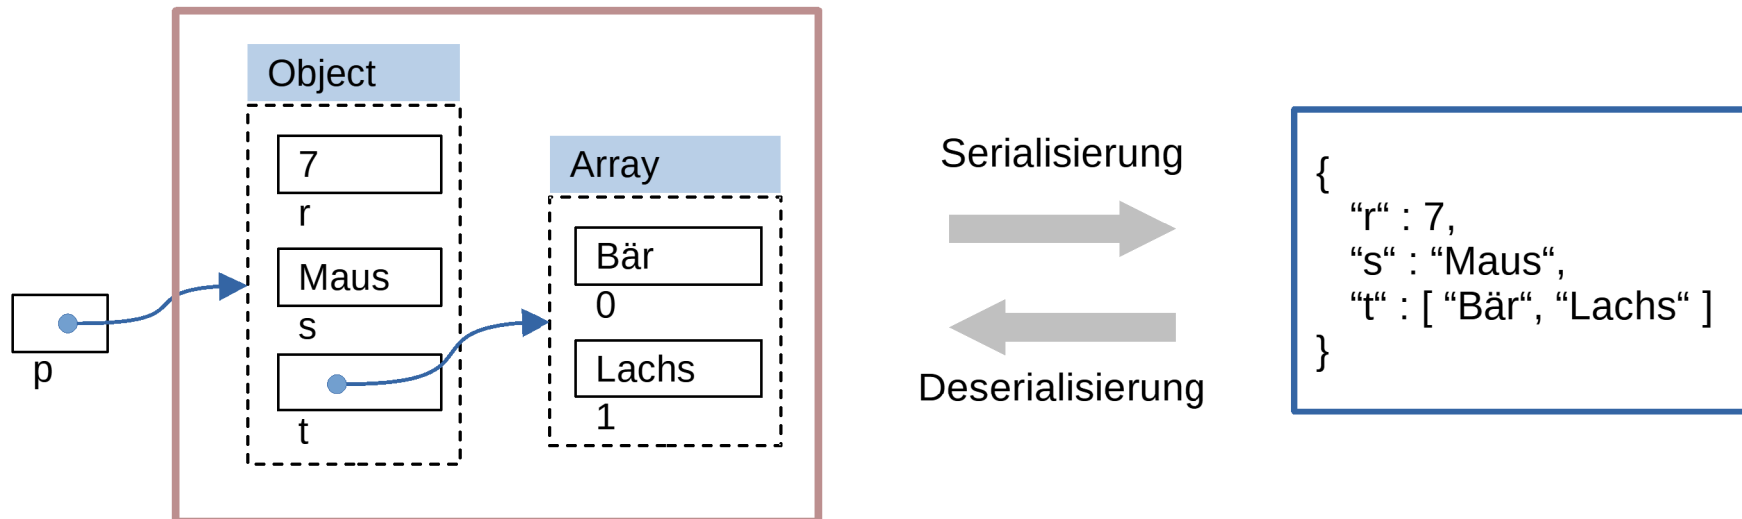 Object
7
r
Maus
s
t
p
Array
Bär
0
Lachs
1
Serialisierung
Deserialisierung
{
“r“ : 7,
“s“ : “Maus“,
“t“ : [ “Bär“, “Lachs“ ]
}